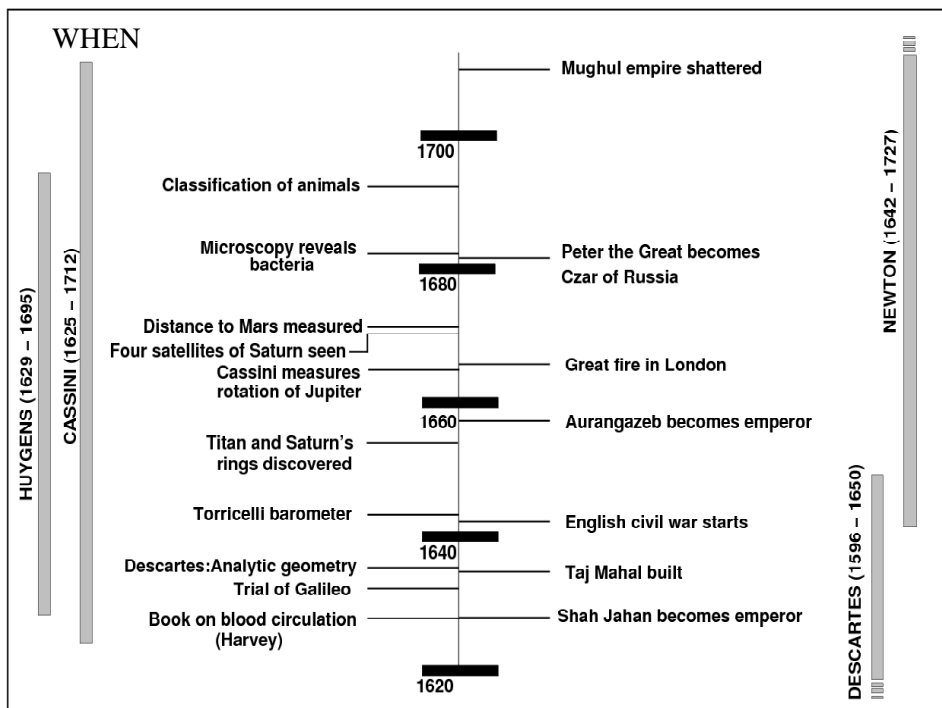 WHEN
Mughul empire shattered
1700
Classification of animals
Microscopy reveals
bacteria
Peter the Great becomes
Czar of Russia
1680
Distance to Mars measured
Four satellites of Saturn seen
Cassini measures
rotation of Jupiter
Great fire in London
1660
Aurangazeb becomes emperor
Titan and Saturn's
rings discovered
Torricelli barometer
English civil war starts
1640
Descartes:Analytic geometry
Taj Mahal built
Trial of Galileo
Book on blood circulation
(Harvey)
Shah Jahan becomes emperor
1620
HUYGENS (1629 – 1695)
CASSINI (1625 – 1712)
NEWTON (1642 – 1727)
DESCARTES (1596 – 1650)